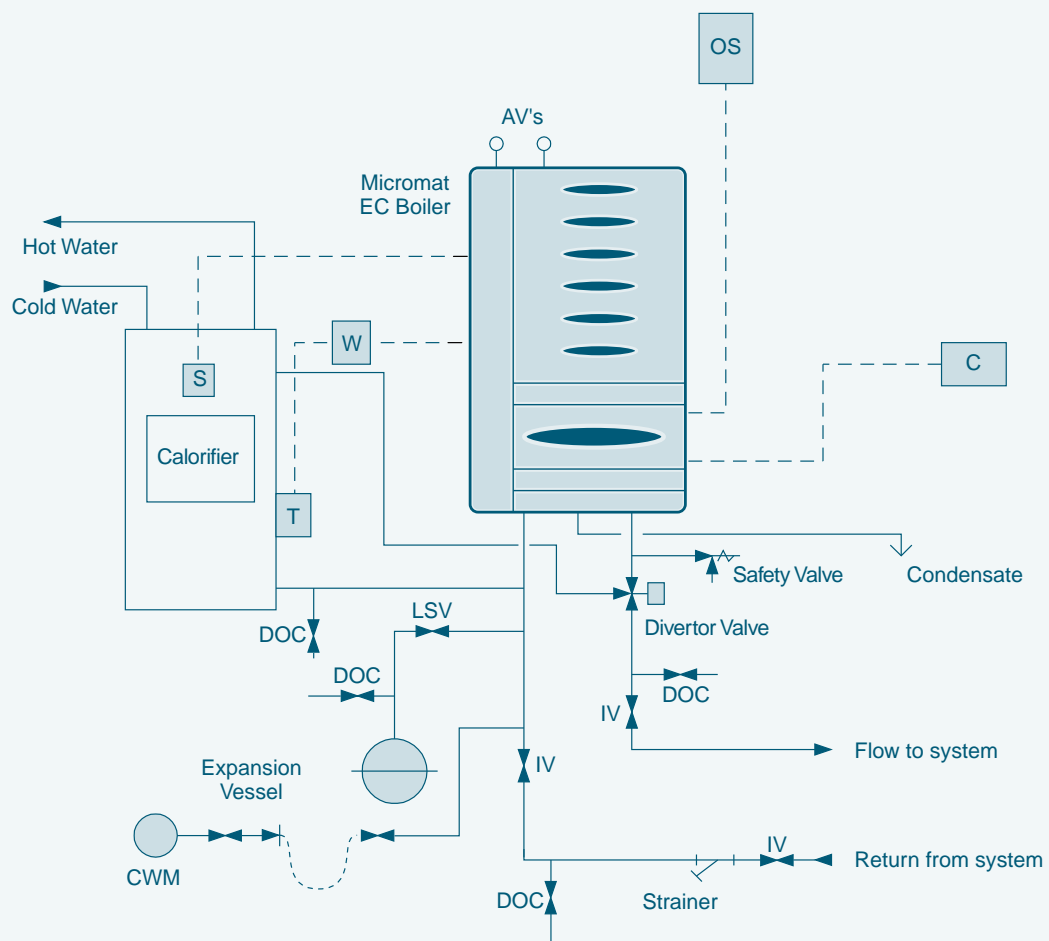 OS
AV's
Micromat
EC Boiler
Hot Water
Cold Water
W
S
C
Calorifier
T
Safety Valve
Condensate
LSV
DOC
Divertor Valve
DOC
DOC
IV
Flow to system
IV
Expansion
Vessel
IV
Return from system
CWM
DOC
Strainer